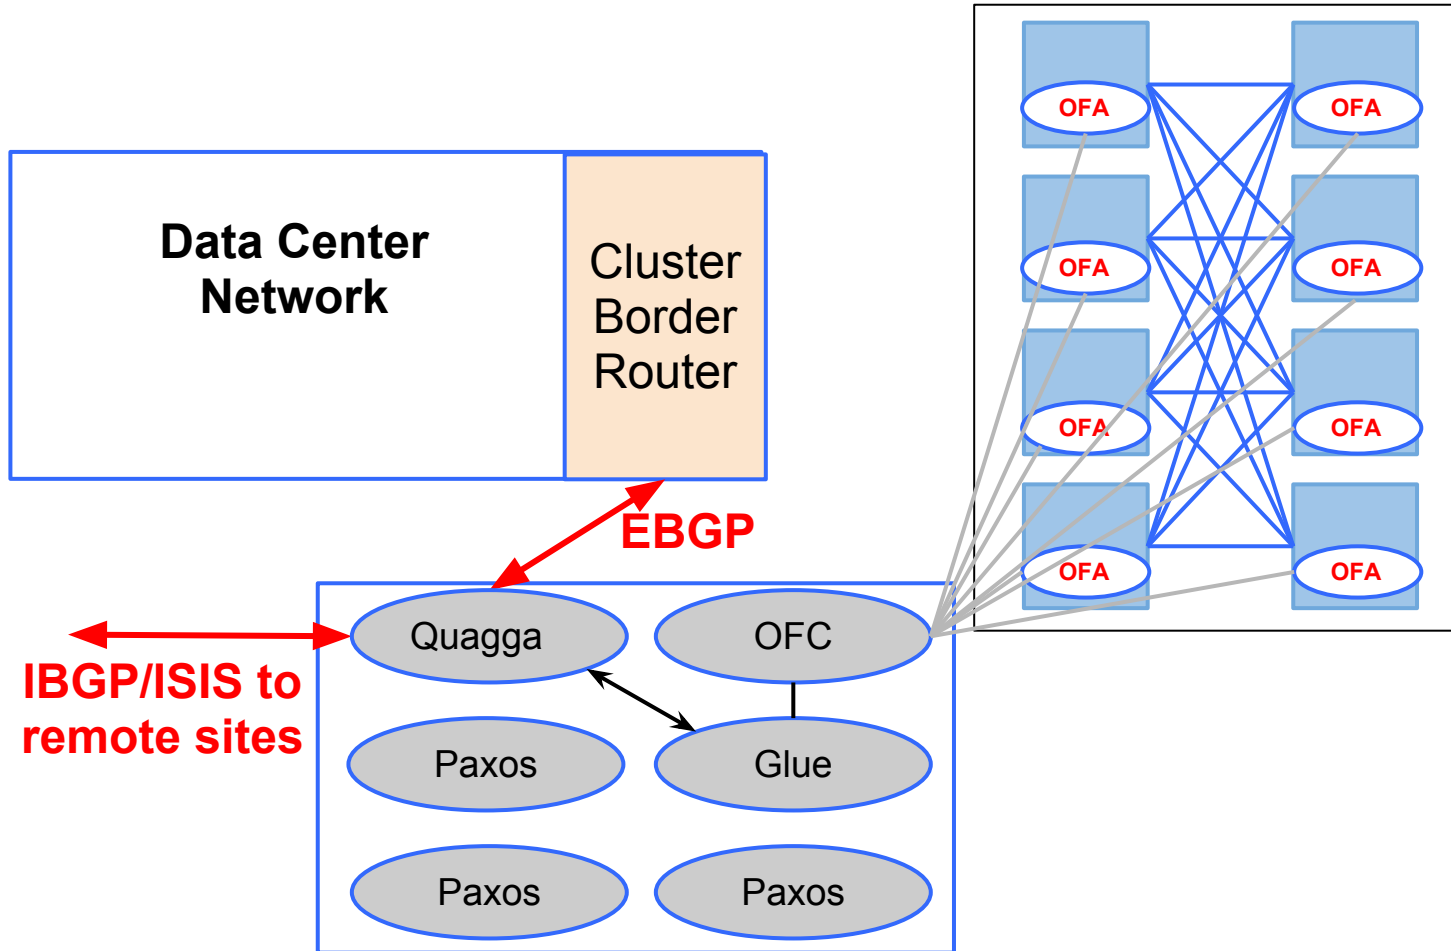 OFA
OFA
Data Center
Network
Cluster
Border
Router
OFA
OFA
OFA
OFA
EBGP
OFA
OFA
Quagga
OFC
IBGP/ISIS to
remote sites
Paxos
Glue
Paxos
Paxos